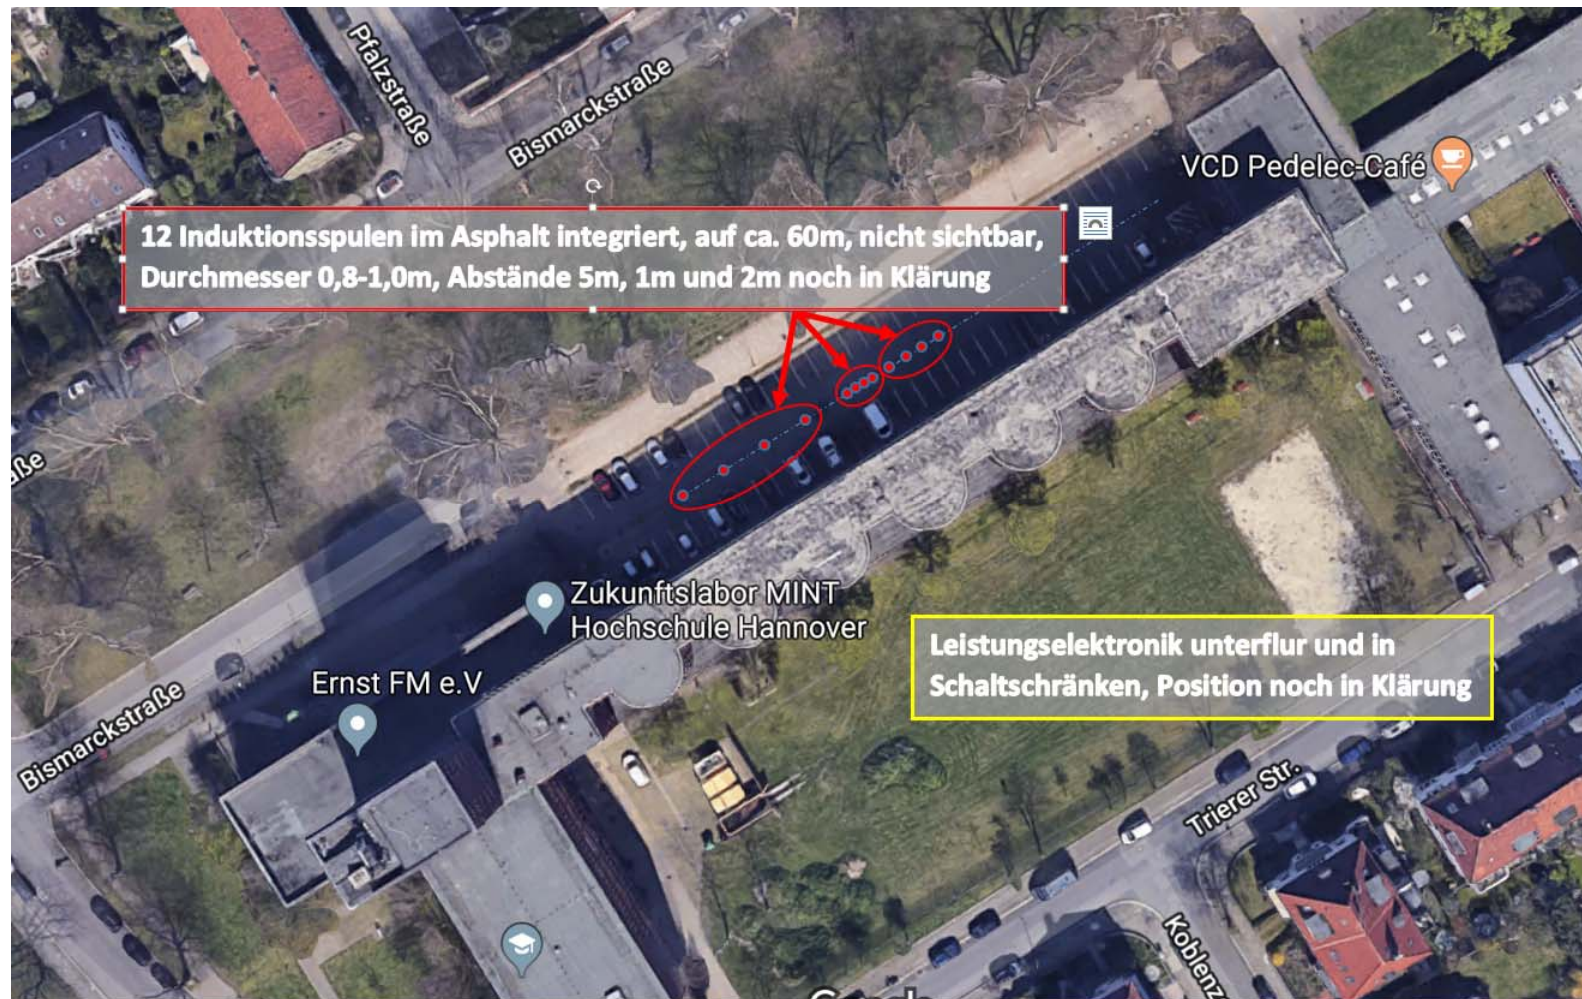 Pfalzstraße
Bismarckstraße
VCD Pedelec-Café
12 Induktionsspulen im Asphalt integriert, auf ca. 60m, nicht sichtbar,
Durchmesser 0,8-1,0m, Abstände 5m, 1m und 2m noch in Klärung
aße
Zukunftslabor MINT
Hochschule Hannover
Leistungselektronik unterflur und in
Schaltschränken, Position noch in Klärung
Ernst FM e.V
Bismarckstraße
Trierer Str.
Koblenz